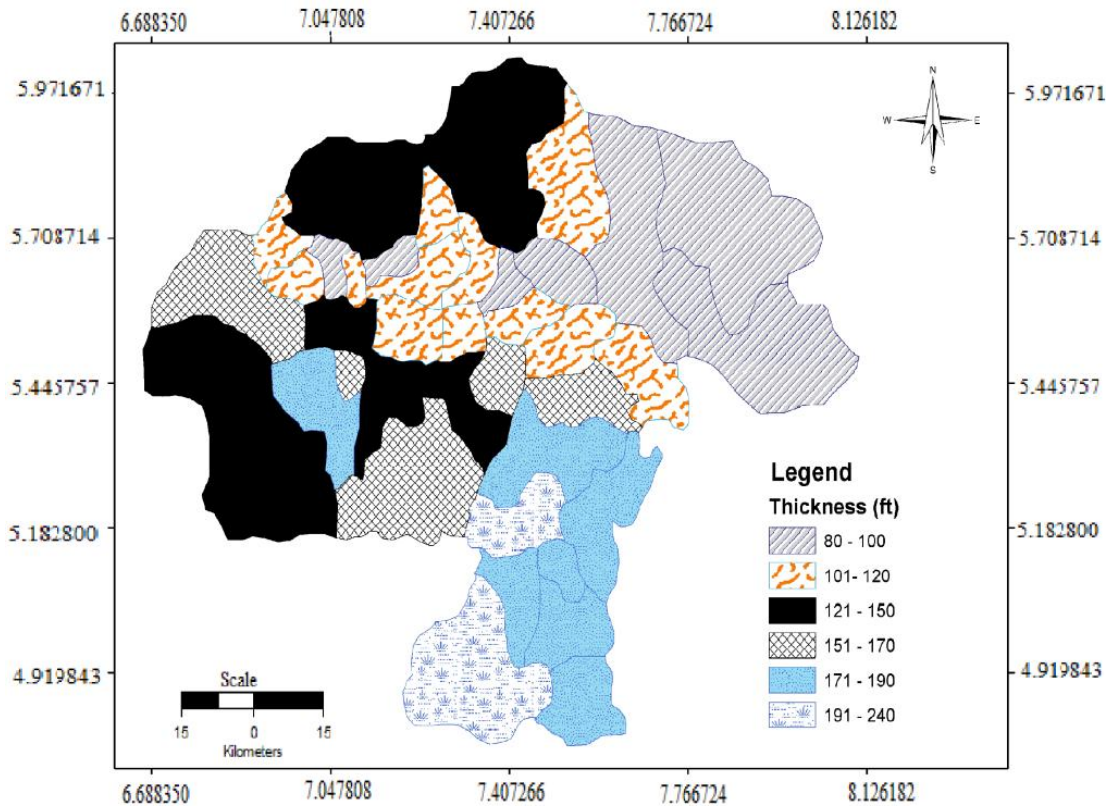 6.688350 7.047808 7.407266 7.766724 8.126182
5.971671 5.971671
N
W E
S
5.708714 5.708714
5.445757 5.445757
Legend
Thickness (ft)
80 - 100
5.182800 5.182800
101- 120
121 - 150
151 - 170
4.919843 4.919843
Scale
171 - 190
191 - 240
15 0 15
Kilometers
6.688350 7.047808 7.407266 7.766724 8.126182